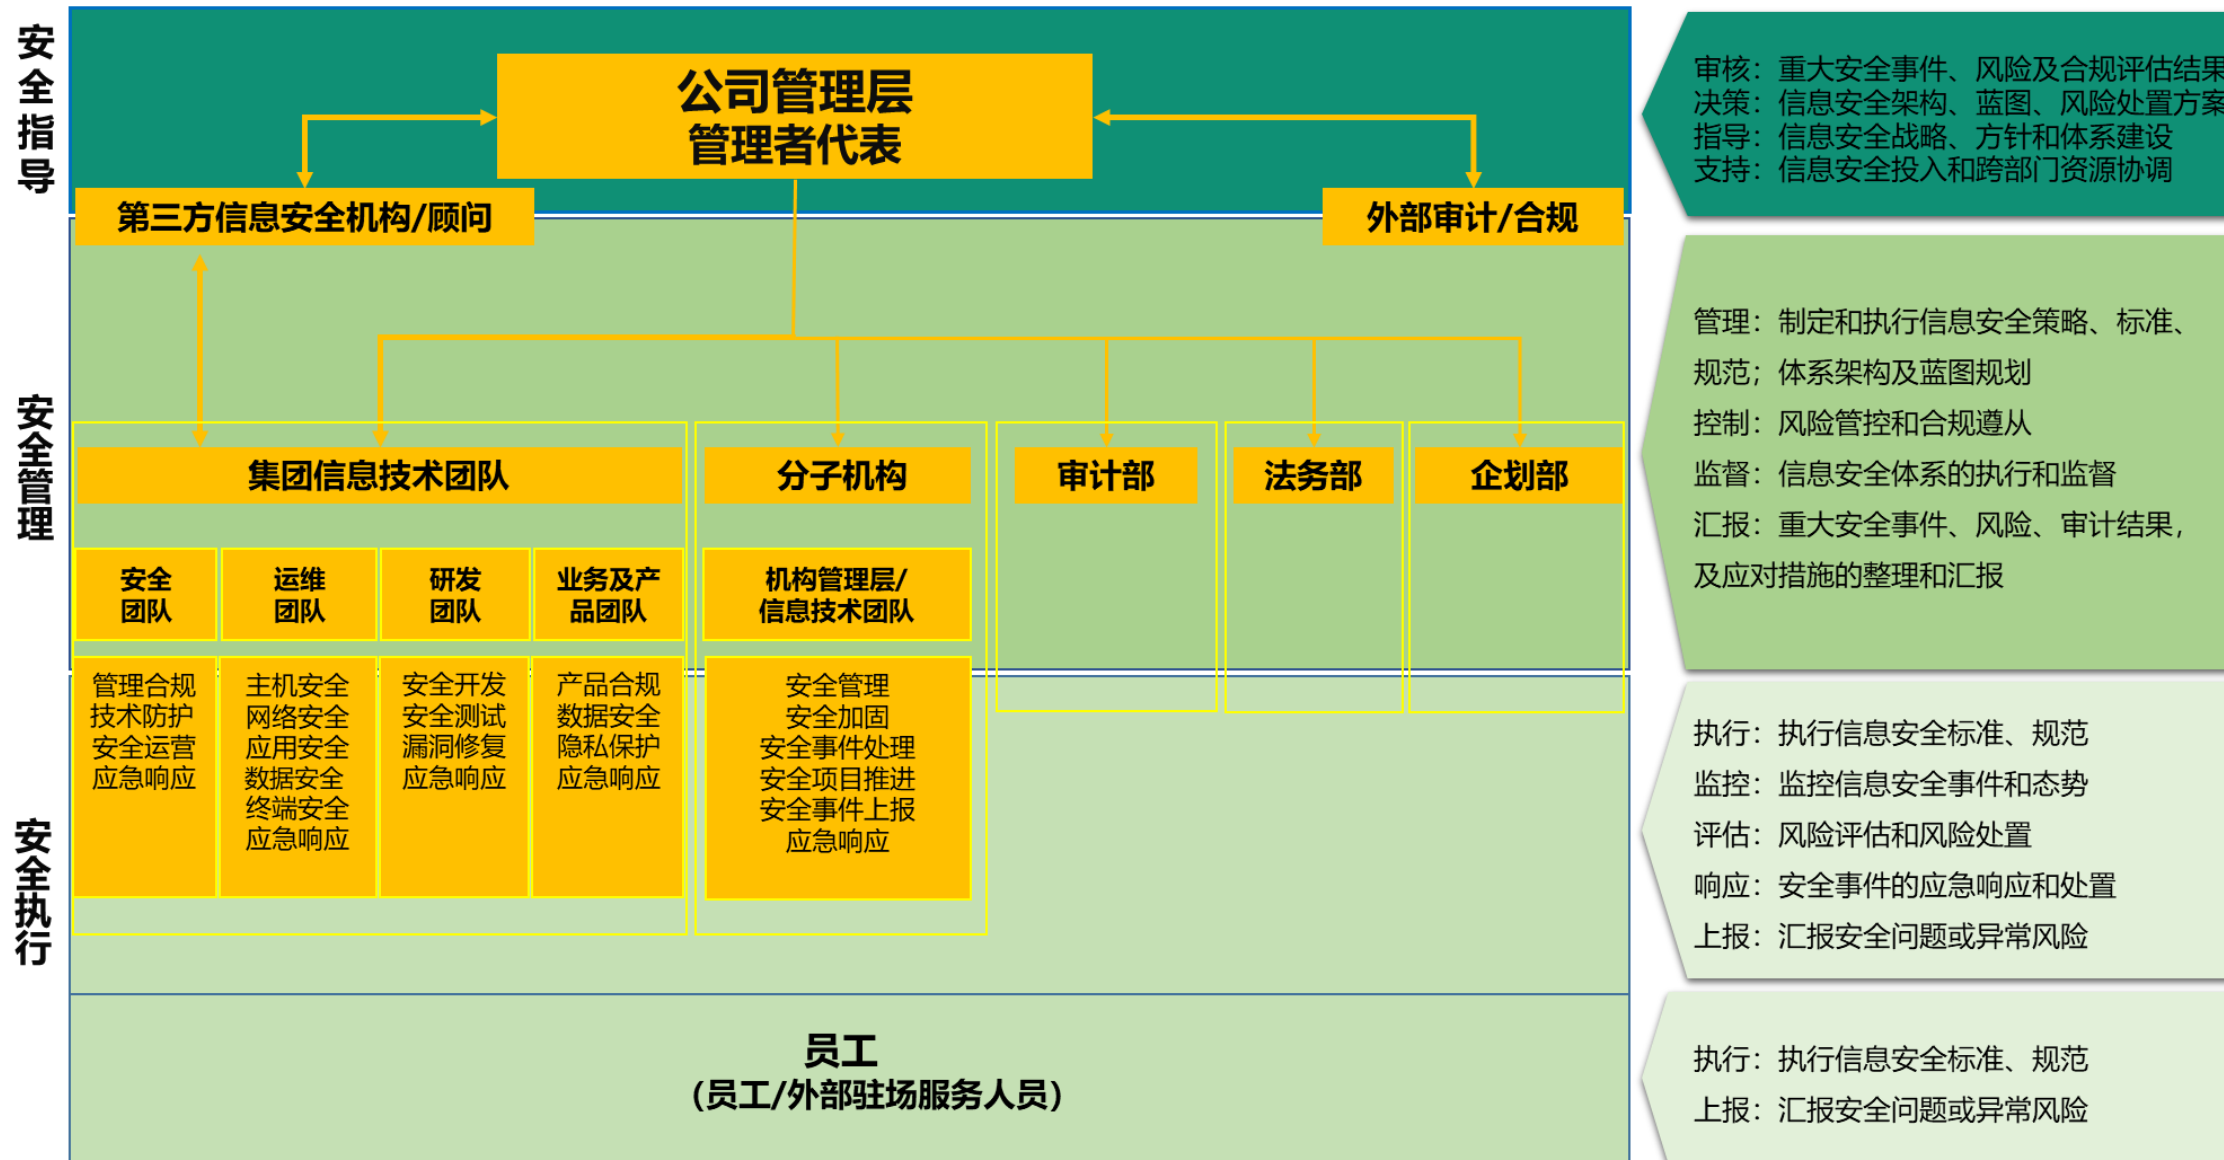 安全指导
公司管理层
管理者代表
第三方信息安全机构/顾问
外部审计/合规
审核：重大安全事件、风险及合规评估结果
决策：信息安全架构、蓝图、风险处置方案
指导：信息安全战略、方针和体系建设
支持：信息安全投入和跨部门资源协调
安全管理
集团信息技术团队
分子机构
审计部
法务部
企划部
安全
团队
运维
团队
研发
团队
业务及产
品团队
机构管理层/
信息技术团队
管理：制定和执行信息安全策略、标准、
规范；体系架构及蓝图规划
控制：风险管控和合规遵从
监督：信息安全体系的执行和监督
汇报：重大安全事件、风险、审计结果，
及应对措施的整理和汇报
安全执行
管理合规
技术防护
安全运营
应急响应
主机安全
网络安全
应用安全
数据安全
终端安全
应急响应
安全开发
安全测试
漏洞修复
应急响应
产品合规
数据安全
隐私保护
应急响应
安全管理
安全加固
安全事件处理
安全项目推进
安全事件上报
应急响应
执行：执行信息安全标准、规范
监控：监控信息安全事件和态势
评估：风险评估和风险处置
响应：安全事件的应急响应和处置
上报：汇报安全问题或异常风险
员工
（员工/外部驻场服务人员）
执行：执行信息安全标准、规范
上报：汇报安全问题或异常风险